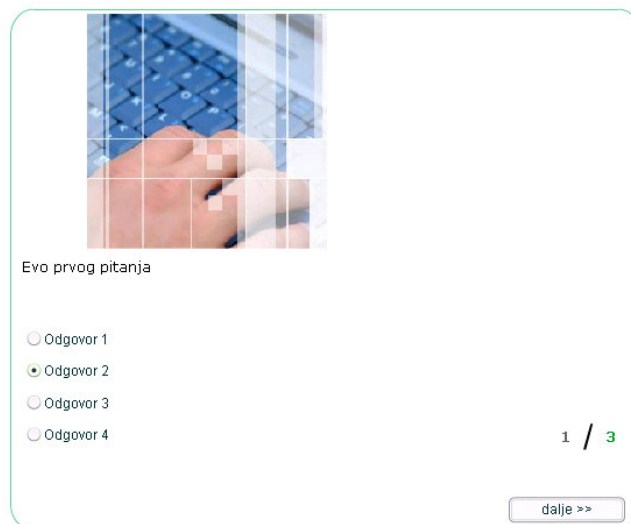 Evo prvog pitanja
Odgovor 1
Odgovor 2
Odgovor 3
Odgovor 4
1 / 3
dalje >>